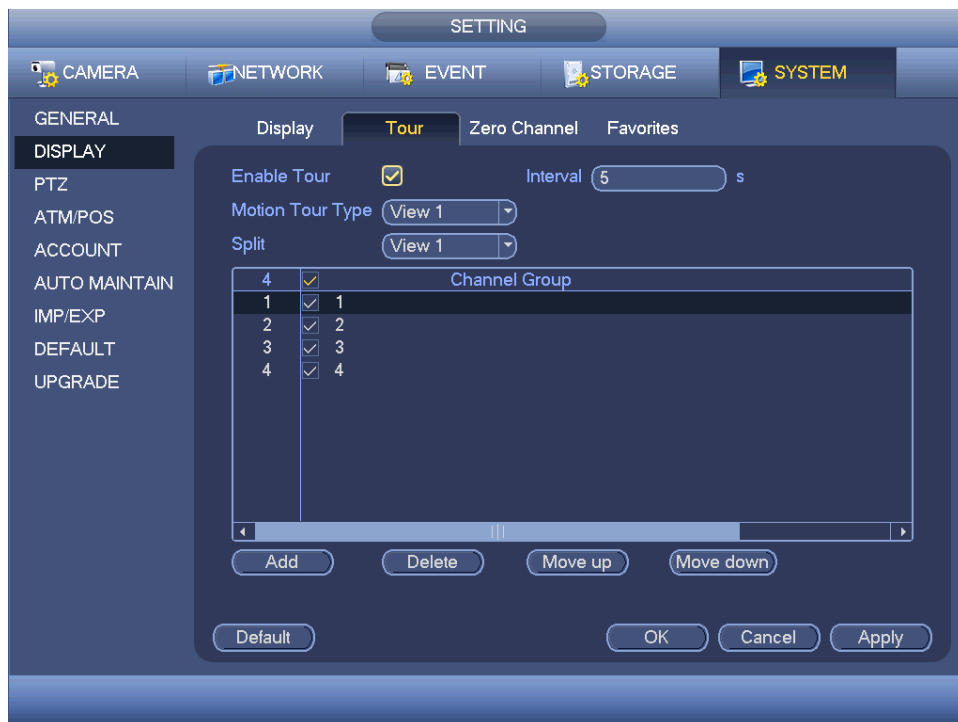 SETTING
CAMERA NETWORK EVENT STORAGE SYSTEM
GENERAL
DISPLAY
PTZ
ATM/POS
ACCOUNT
AUTO MAINTAIN
IMP/EXP
DEFAULT
UPGRADE
Display Tour Zero Channel Favorites
Enable Tour Interval 5 s
Motion Tour Type View 1
Split View 1
4 Channel Group
1 1
2 2
3 3
4 4
Add Delete Move up Move down
Default OK Cancel Apply